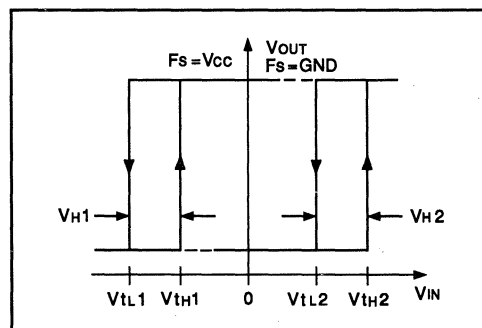 VOUT
Fs=VCC Fs=GND
VH1 VH2
VtL1 VtH1 0 VtL2 VtH2 VIN